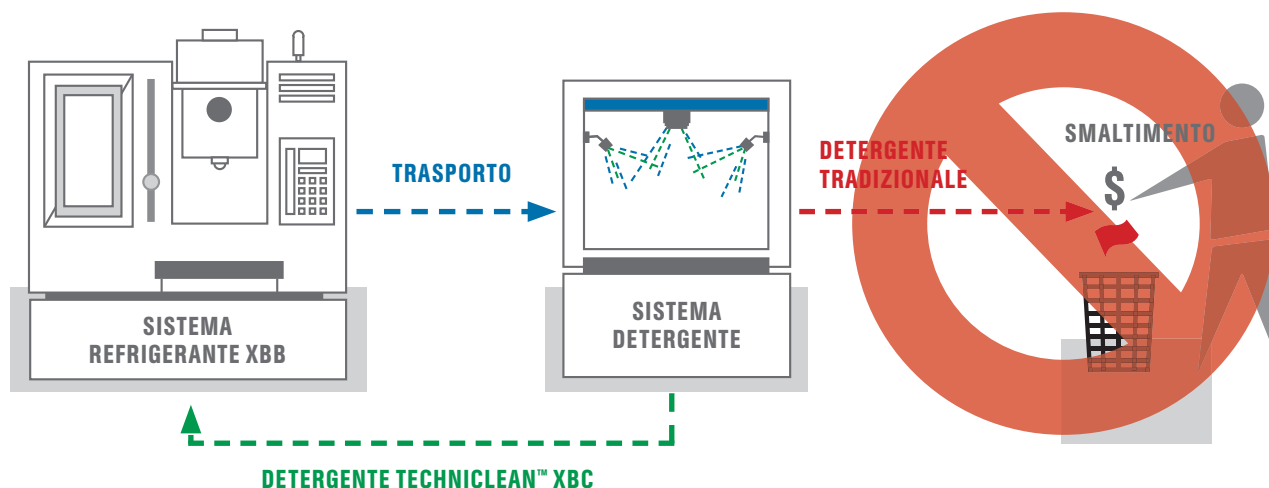 SMALTIMENTO
$
DETERGENTE
TRADIZIONALE
TRASPORTO
SISTEMA
REFRIGERANTE XBB
SISTEMA
DETERGENTE
DETERGENTE TECHNICLEAN™ XBC